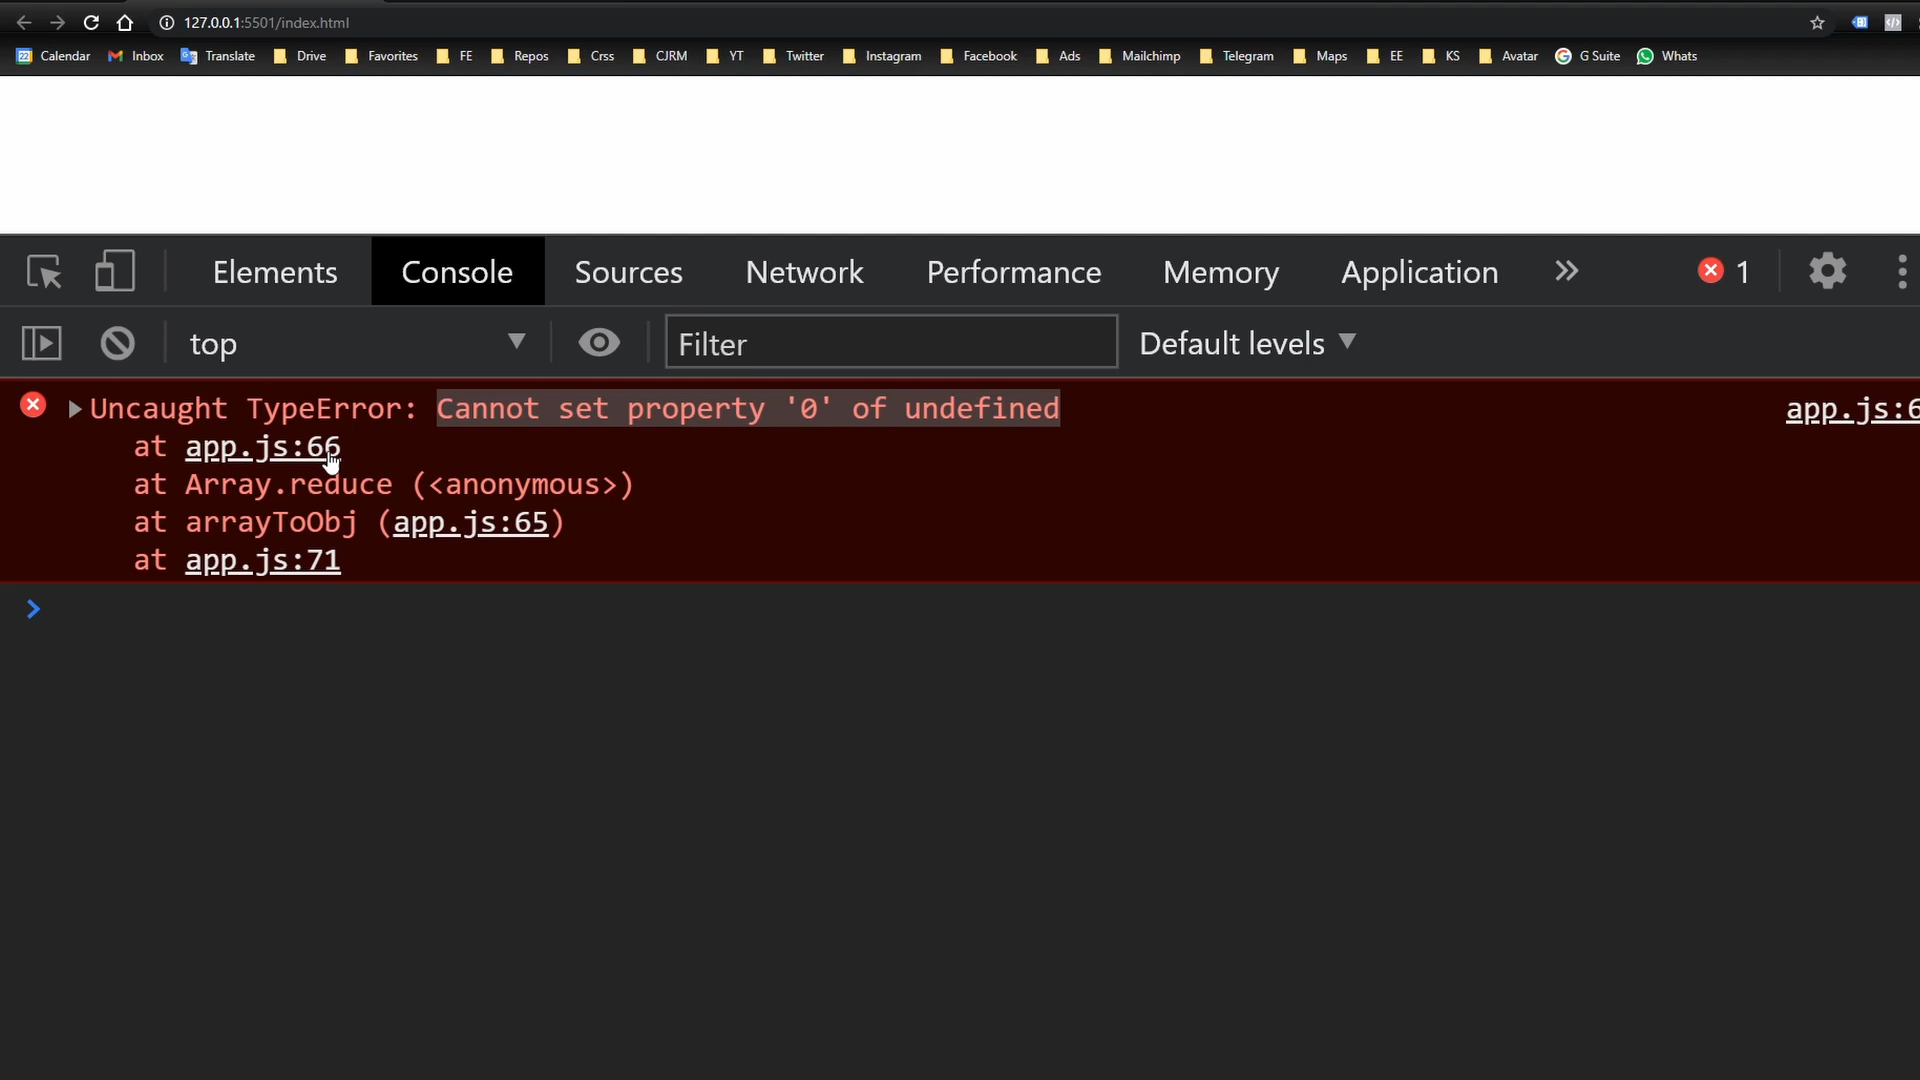 127.0.0.1:5501/index.html
Calendar Inbox Translate Drive Favorites FE Repos Crss CJRM YT Twitter Instagram Facebook Ads Mailchimp Telegram Maps EE KS Avatar G Suite Whats
Elements Console Sources Network Performance Memory Application 1
top Filter Default levels
Uncaught TypeError: Cannot set property '0' of undefined app.js:6
at app.js:66
at Array.reduce (<anonymous>)
at arrayToObj (app.js:65)
at app.js:71